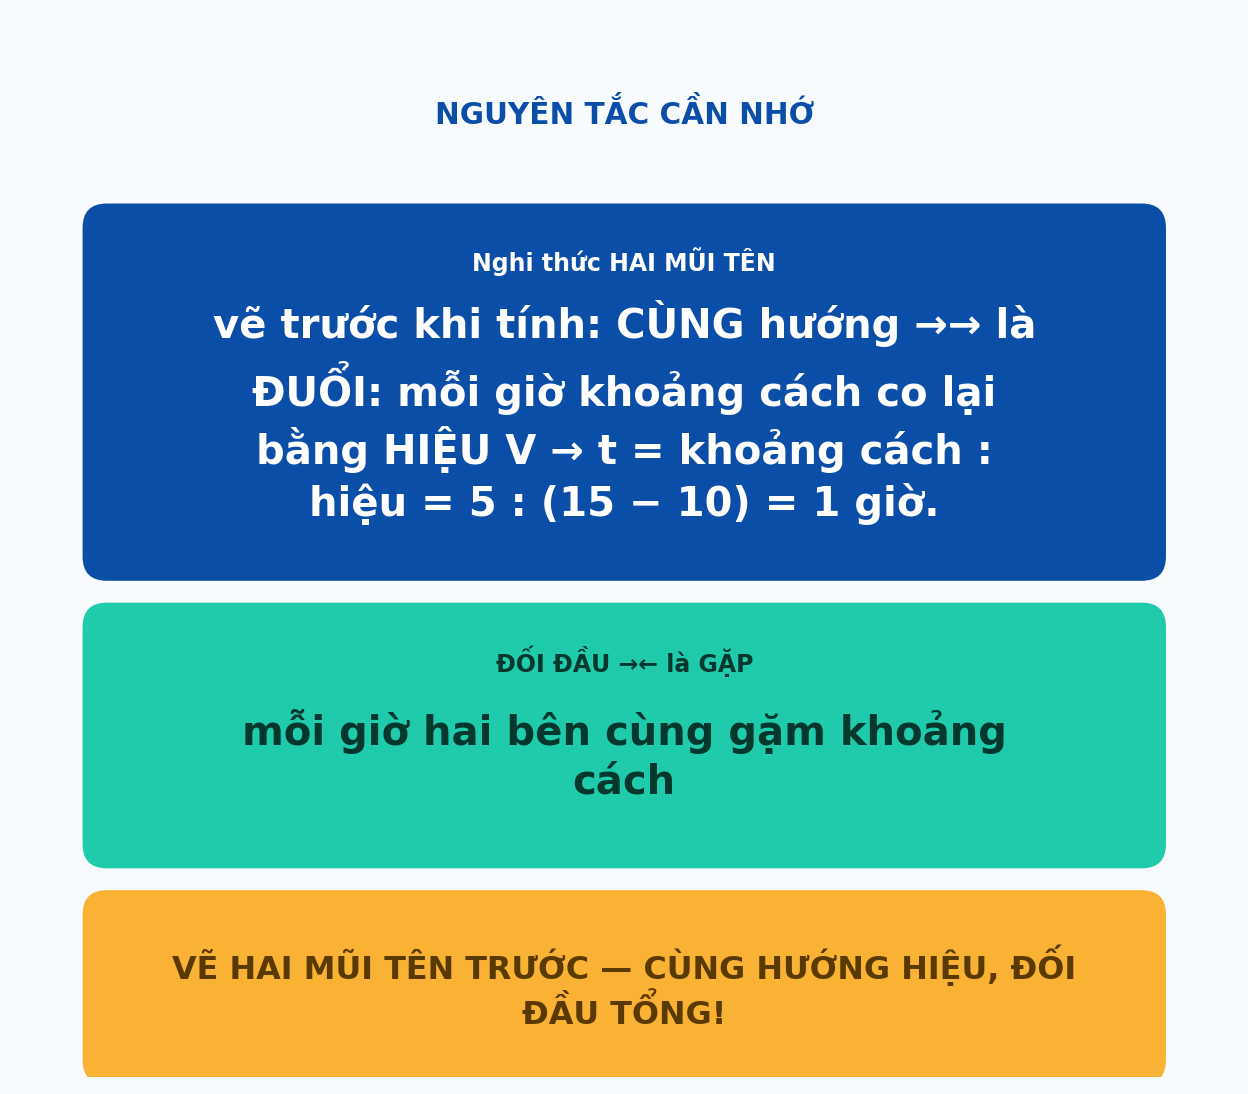 NGUYÊN TẮC CẦN NHỚ
Nghi thức HAI MŨI TÊN
vẽ trước khi tính: CÙNG hướng →→ là
ĐUỔI: mỗi giờ khoảng cách co lại
bằng HIỆU V → t = khoảng cách :
hiệu = 5 : (15 − 10) = 1 giờ.
ĐỐI ĐẦU →← là GẶP
mỗi giờ hai bên cùng gặm khoảng
cách
VẼ HAI MŨI TÊN TRƯỚC — CÙNG HƯỚNG HIỆU, ĐỐI
ĐẦU TỔNG!